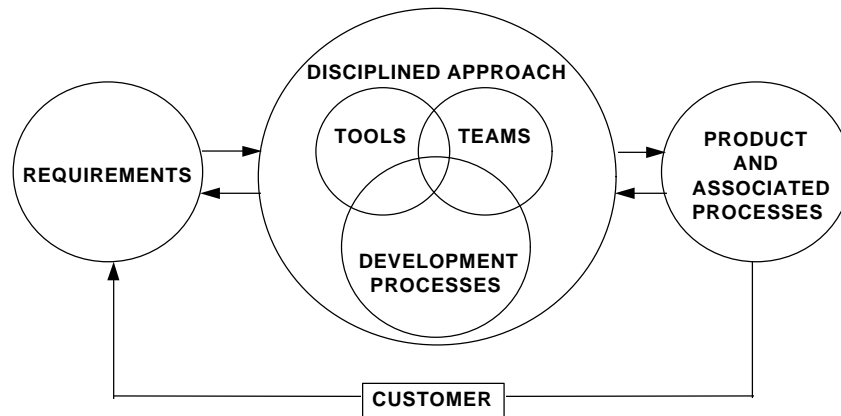 DISCIPLINED APPROACH
TOOLS
TEAMS
REQUIREMENTS
PRODUCT
AND
ASSOCIATED
PROCESSES
DEVELOPMENT
PROCESSES
CUSTOMER